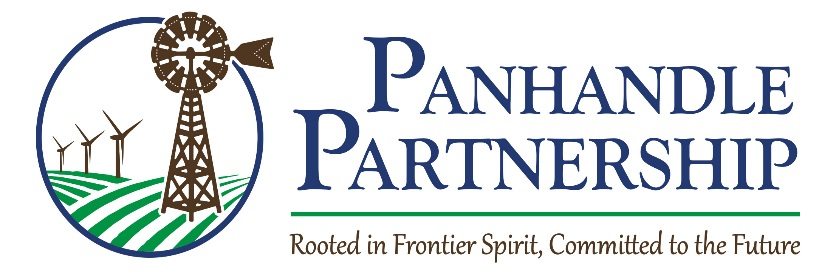 PANHANDLE
PARTNERSHIP
Rooted in Frontier Spirit, Committed to the Future